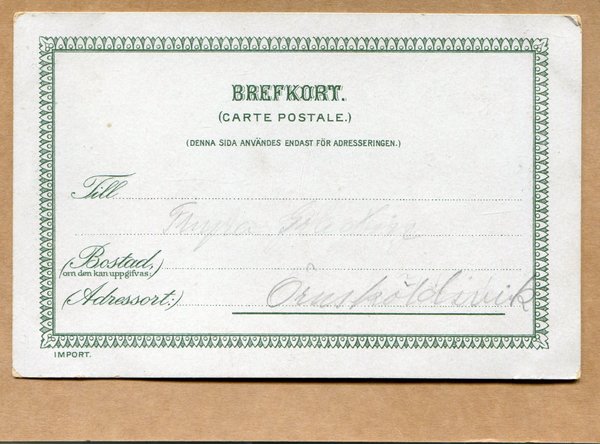 BREFKORT.
(CARTE POSTALE.)
(DENNA SIDA ANVÄNDES ENDAST FÖR ADRESSERINGEN.)
Till
(Bostad,
om den kan uppgifvas:)
(Adressort:) Örnsköldsvik
IMPORT.